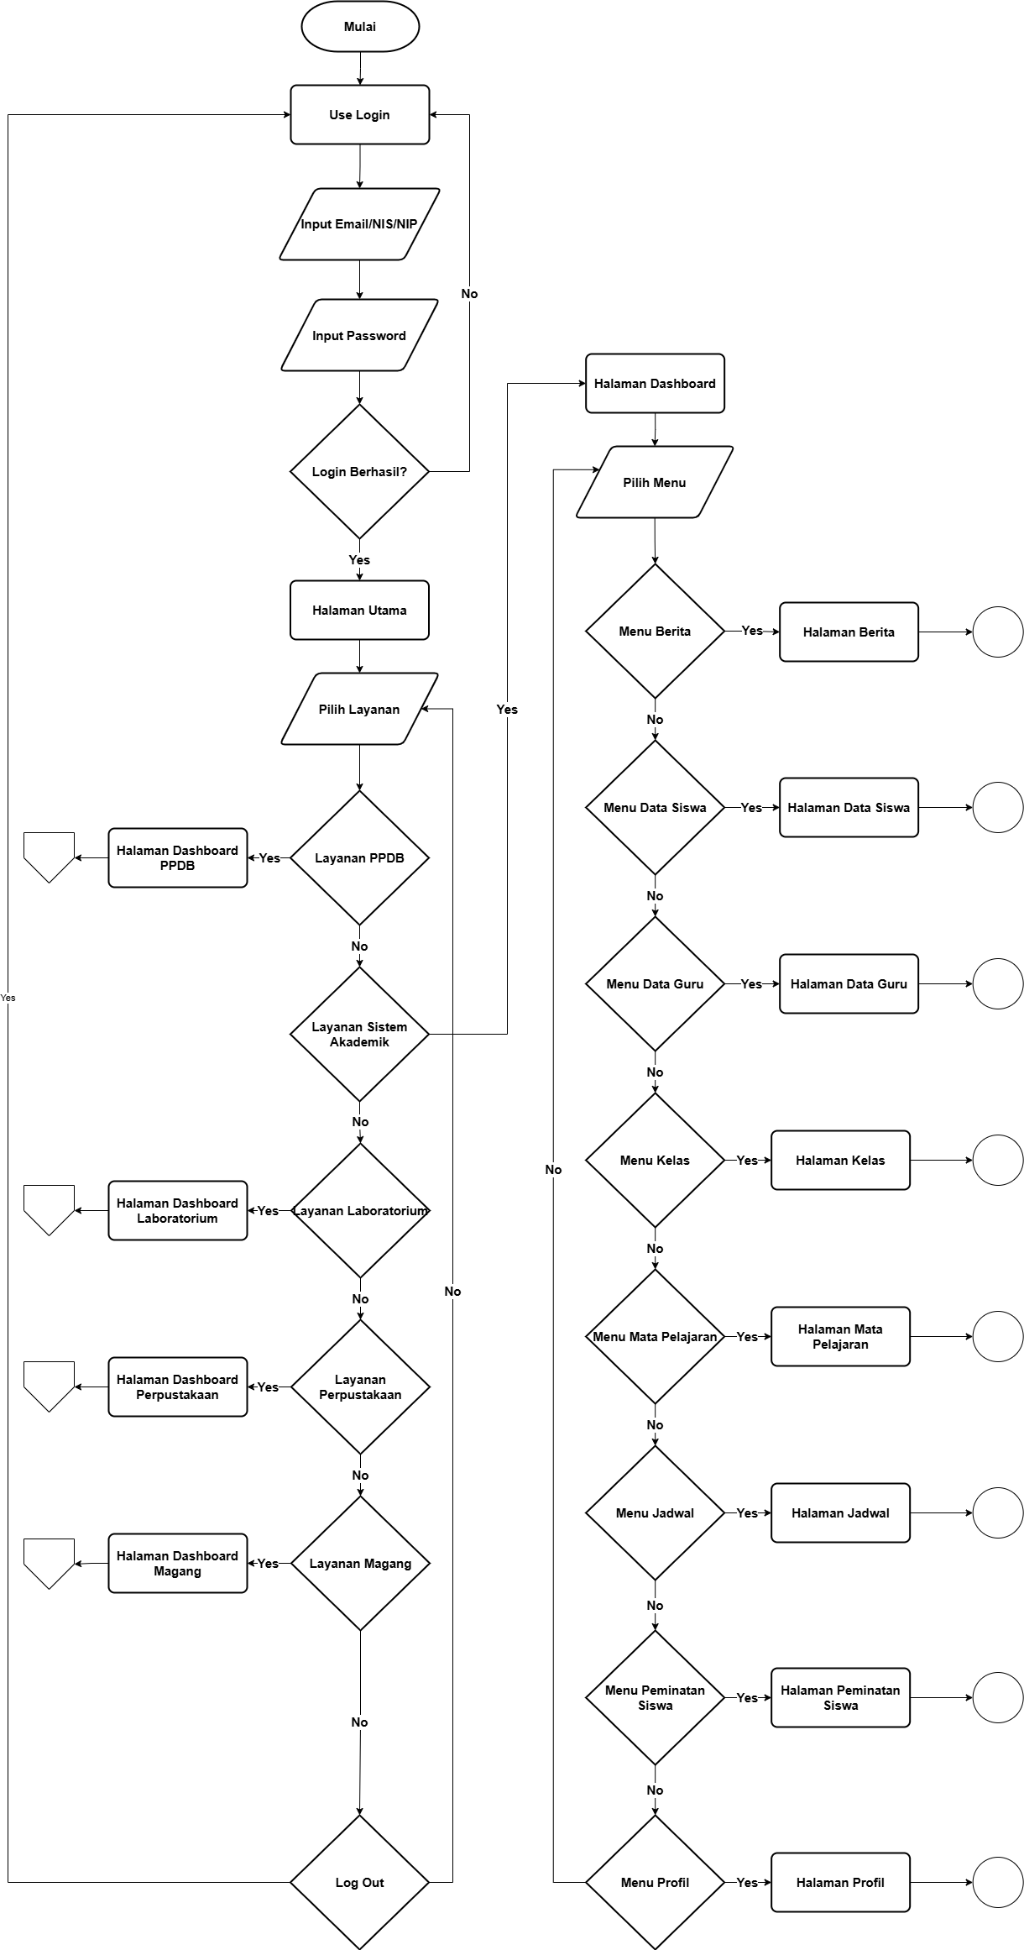 Mulai
Use Login
Input Email/NIS/NIP
No
Input Password
Login Berhasil?
Yes
Halaman Utama
Pilih Layanan
Layanan PPDB
Yes
Halaman Dashboard
PPDB
No
Layanan Sistem
Akademik
Yes
No
Layanan Laboratorium
Yes
Halaman Dashboard
Laboratorium
No
Layanan
Perpustakaan
Yes
Halaman Dashboard
Perpustakaan
No
Layanan Magang
Yes
Halaman Dashboard
Magang
No
Log Out
Yes
No
Halaman Dashboard
Pilih Menu
Menu Berita
Yes
Halaman Berita
No
Menu Data Siswa
Yes
Halaman Data Siswa
No
Menu Data Guru
Yes
Halaman Data Guru
No
Menu Kelas
Yes
Halaman Kelas
No
Menu Mata Pelajaran
Yes
Halaman Mata
Pelajaran
No
Menu Jadwal
Yes
Halaman Jadwal
No
Menu Peminatan
Siswa
Yes
Halaman Peminatan
Siswa
No
Menu Profil
Yes
Halaman Profil
No